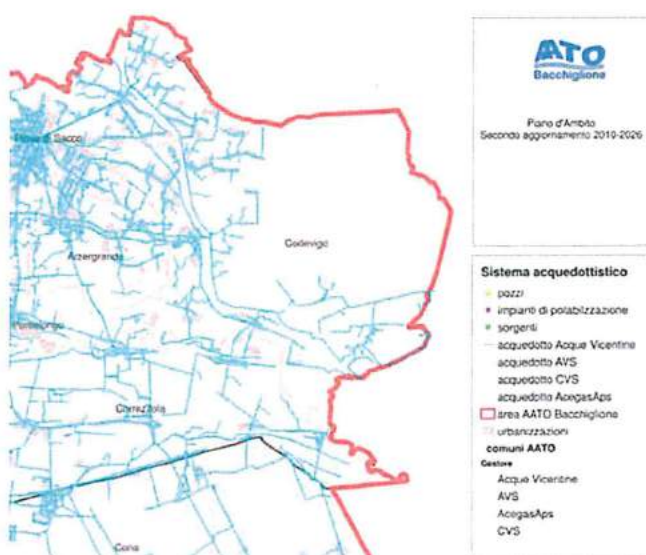 Piove di Sacco
Arzergrande
Codevigo
Pontelongo
Correzzola
Cona
ATO
Bacchiglione
Piano d'Ambito
Secondo aggiornamento 2010-2026
Sistema acquedottistico
pozzi
impianti di potabilizzazione
sorgenti
acquedotto Acque Vicentine
acquedotto AVS
acquedotto CVS
acquedotto AcegasAps
area AATO Bacchiglione
urbanizzazioni
comuni AATO
Gestore
Acque Vicentine
AVS
AcegasAps
CVS